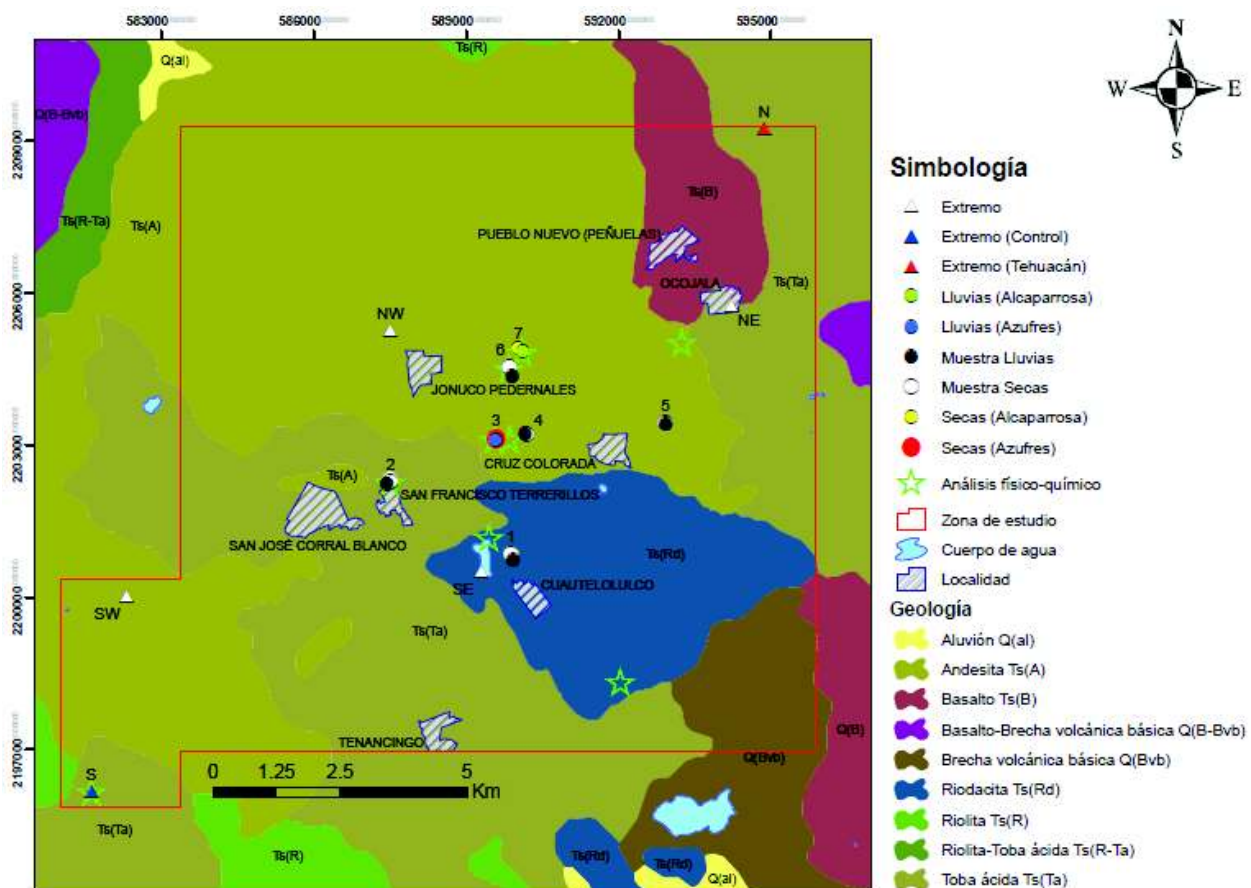 583000
586000
589000
592000
595000
2209000
2206000
2203000
2200000
2197000
Q(al)
Ts(R)
Q(B-Bvb)
Ts(R-Ta)
Ts(A)
N
Ts(B)
PUEBLO NUEVO (PEÑUELAS)
OCOJALA
Ts(Ta)
NE
NW
7
6
JONUCO PEDERNALES
5
3
4
CRUZ COLORADA
Ts(A)
2
SAN FRANCISCO TERRERILLOS
SAN JOSÉ CORRAL BLANCO
1
Ts(Rd)
SE
CUAUTELOLULCO
SW
Ts(Ta)
TENANCINGO
Q(Bvb)
Q(B)
S
0
1.25
2.5
5
Km
Ts(Ta)
Ts(R)
Ts(Rd)
Ts(Rd)
Q(al)
N
W
E
S
Simbología
Extremo
Extremo (Control)
Extremo (Tehuacán)
Lluvias (Alcaparrosa)
Lluvias (Azufres)
Muestra Lluvias
Muestra Secas
Secas (Alcaparrosa)
Secas (Azufres)
Análisis físico-químico
Zona de estudio
Cuerpo de agua
Localidad
Geología
Aluvión Q(al)
Andesita Ts(A)
Basalto Ts(B)
Basalto-Brecha volcánica básica Q(B-Bvb)
Brecha volcánica básica Q(Bvb)
Riodacita Ts(Rd)
Riolita Ts(R)
Riolita-Toba ácida Ts(R-Ta)
Toba ácida Ts(Ta)